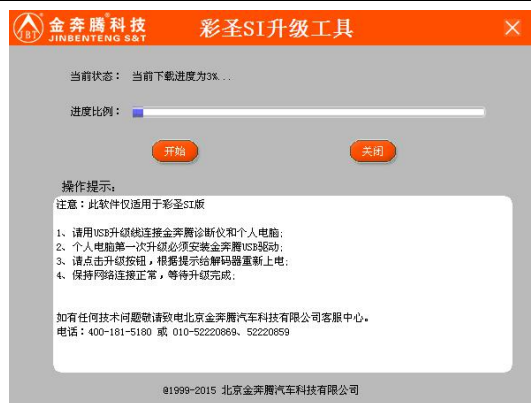 JBT 金奔腾科技 彩圣SI升级工具
JINBENTENG S&T
当前状态： 当前下载进度为3%...
进度比例：
开始 关闭
操作提示：
注意：此软件仅适用于彩圣SI版
1、请用USB升级线连接金奔腾诊断仪和个人电脑；
2、个人电脑第一次升级必须安装金奔腾USB驱动；
3、请点击升级按钮，根据提示给解码器重新上电；
4、保持网络连接正常，等待升级完成；
如有任何技术问题敬请致电北京金奔腾汽车科技有限公司客服中心。
电话：400-181-5180 或 010-52220869、52220859
@1999-2015 北京金奔腾汽车科技有限公司